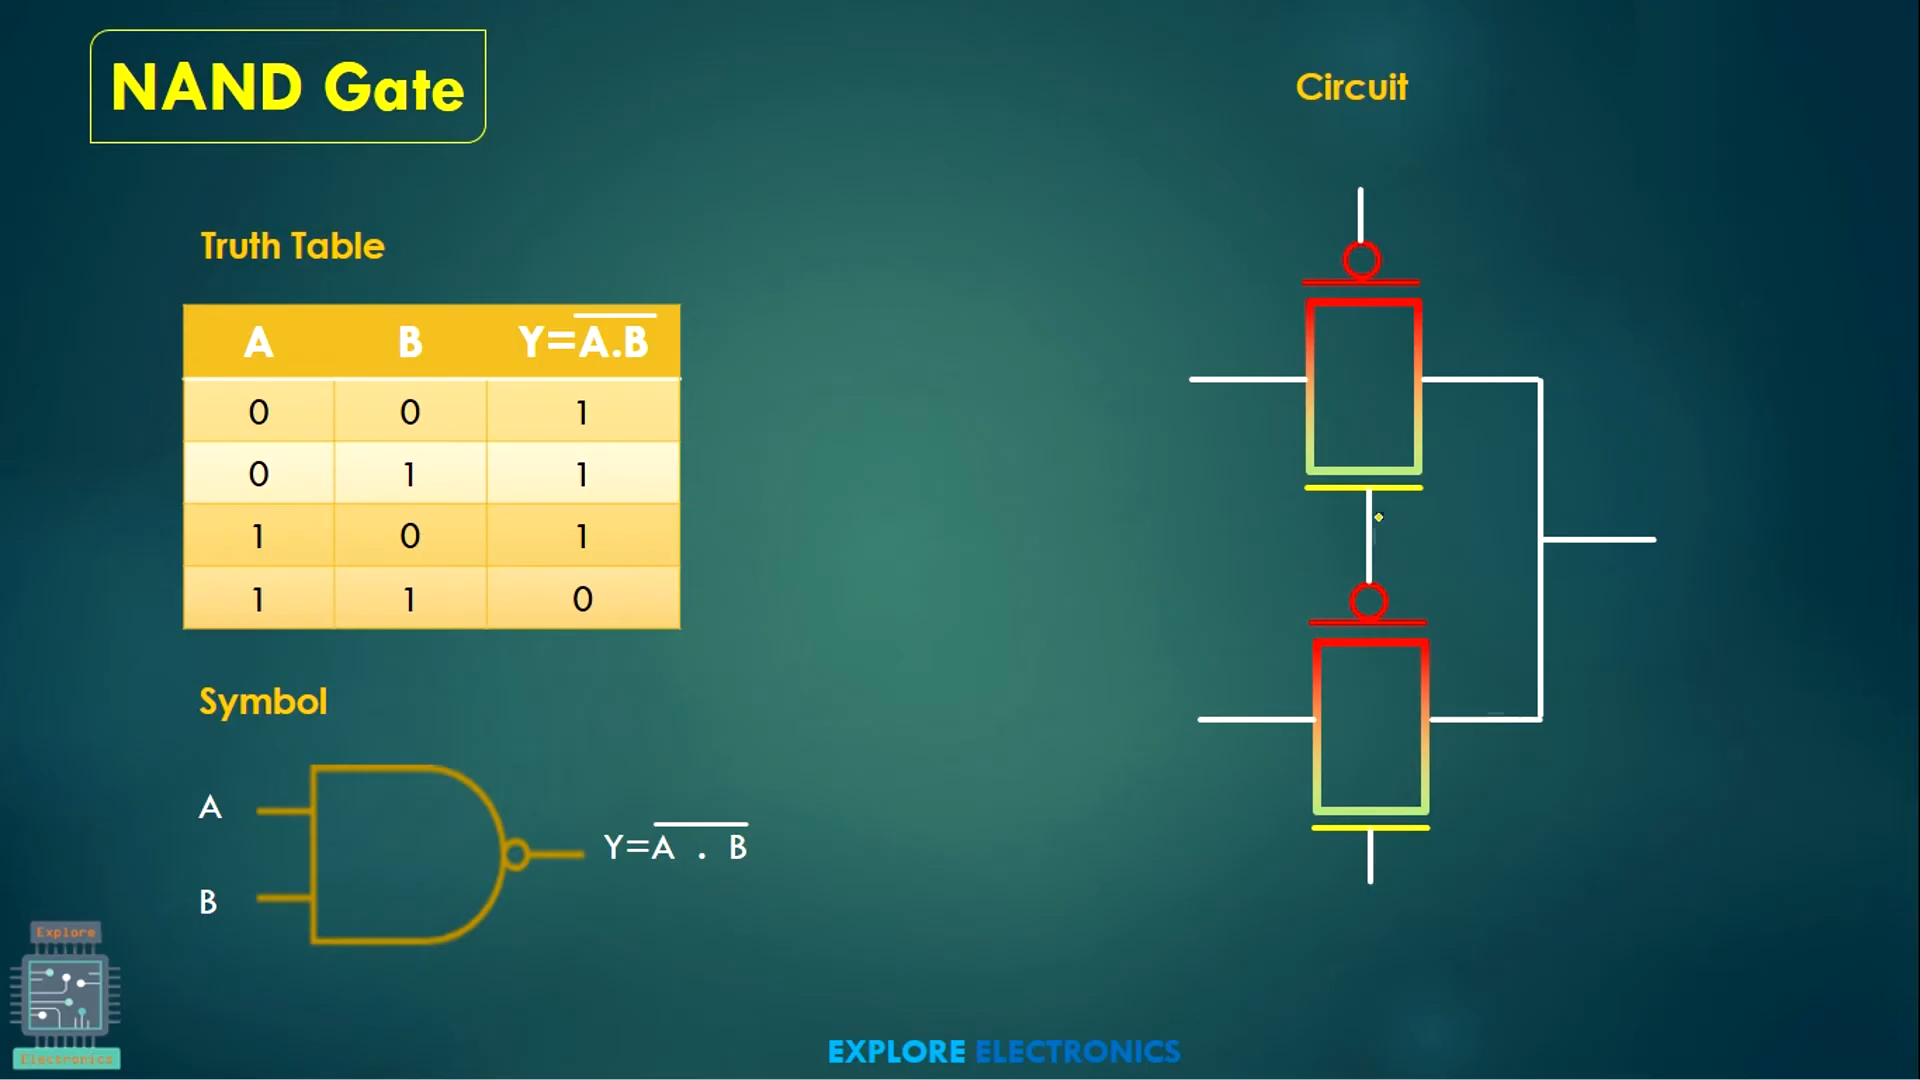 NAND Gate
Circuit
Truth Table
A B Y=A.B
0 0 1
0 1 1
1 0 1
1 1 0
Symbol
A
Y=A . B
B
Explore
Electronics
EXPLORE ELECTRONICS